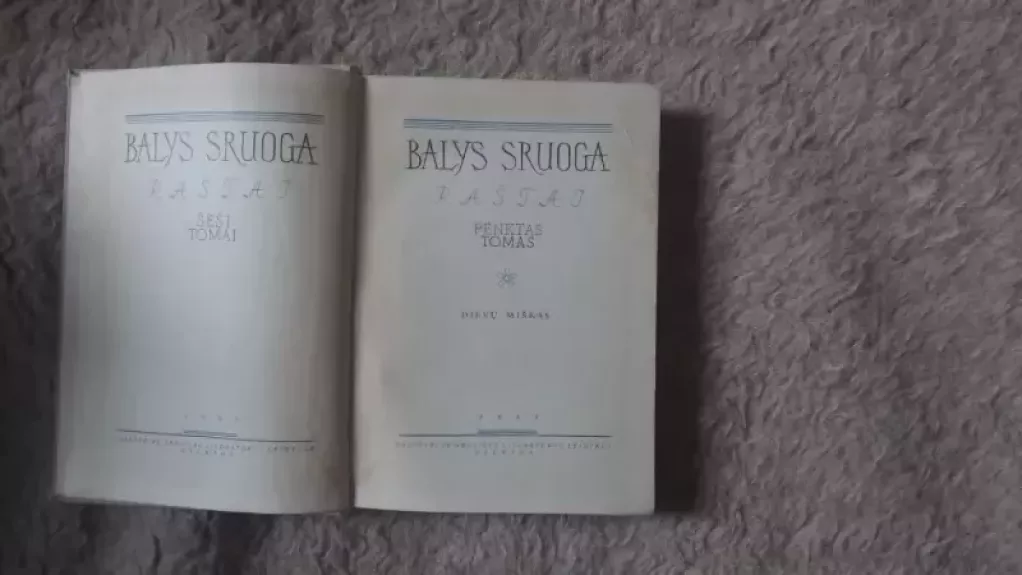 BALYS SRUOGA
RAŠTAI
ŠEŠI
TOMAI
BALYS SRUOGA
RAŠTAI
PENKTAS
TOMAS
DIEVŲ MIŠKAS